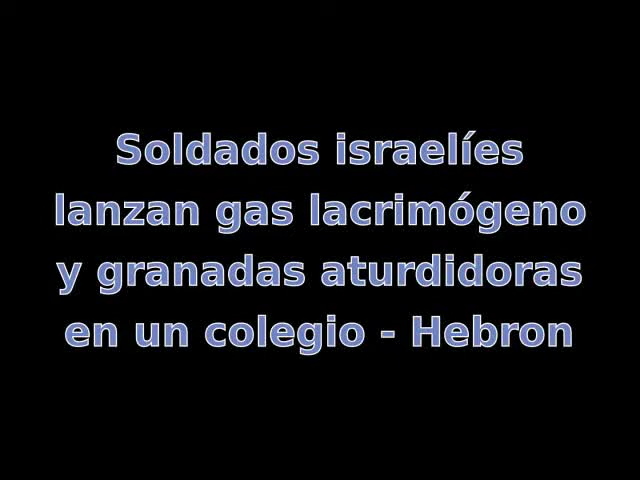 Soldados israelíes
lanzan gas lacrimógeno
y granadas aturdidoras
en un colegio - Hebron